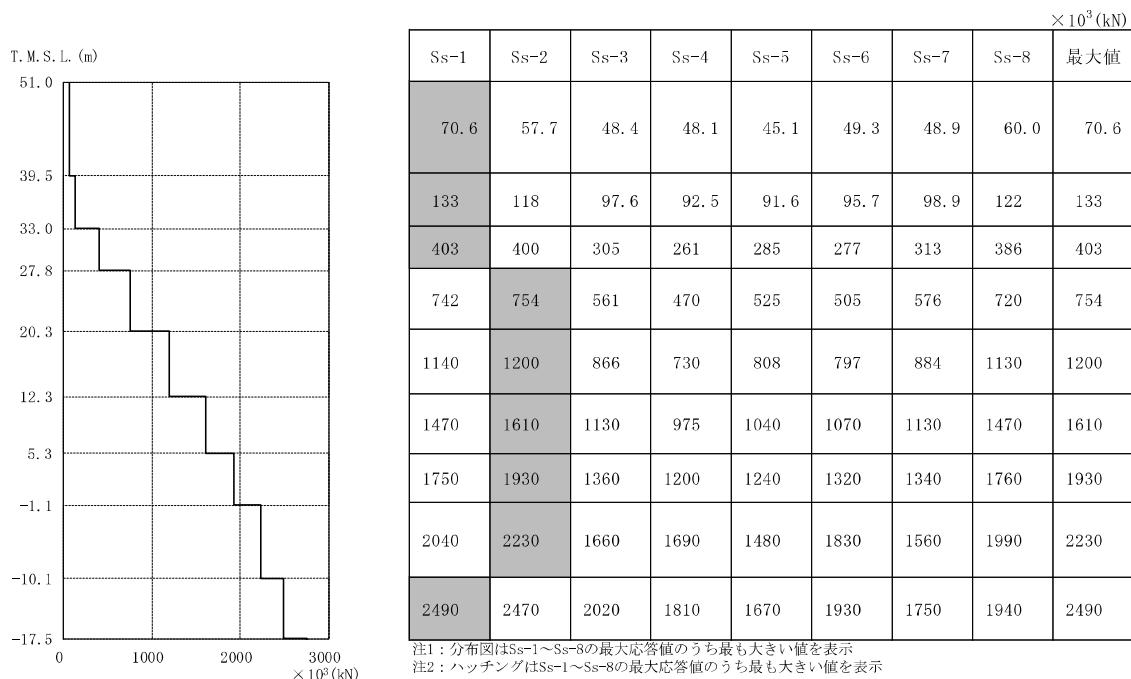 ×10³(kN)
T.M.S.L.(m)
Ss-1 Ss-2 Ss-3 Ss-4 Ss-5 Ss-6 Ss-7 Ss-8 最大値
51.0
70.6 57.7 48.4 48.1 45.1 49.3 48.9 60.0 70.6
39.5
133 118 97.6 92.5 91.6 95.7 98.9 122 133
33.0
403 400 305 261 285 277 313 386 403
27.8
742 754 561 470 525 505 576 720 754
20.3
1140 1200 866 730 808 797 884 1130 1200
12.3
1470 1610 1130 975 1040 1070 1130 1470 1610
5.3
1750 1930 1360 1200 1240 1320 1340 1760 1930
-1.1
2040 2230 1660 1690 1480 1830 1560 1990 2230
-10.1
2490 2470 2020 1810 1670 1930 1750 1940 2490
-17.5
0 1000 2000 3000
×10³(kN)
注1：分布図はSs-1～Ss-8の最大応答値のうち最も大きい値を表示
注2：ハッチングはSs-1～Ss-8の最大応答値のうち最も大きい値を表示